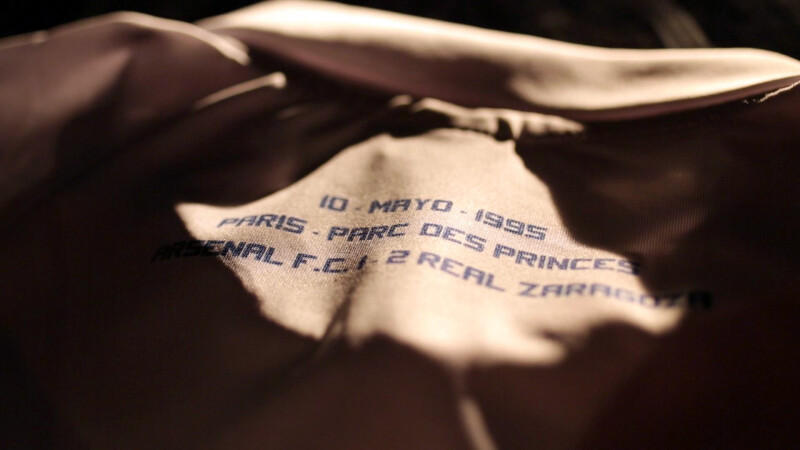 10 - MAYO - 1995
PARIS - PARC DES PRINCES
ARSENAL F.C. 1 2 REAL ZARAGOZA